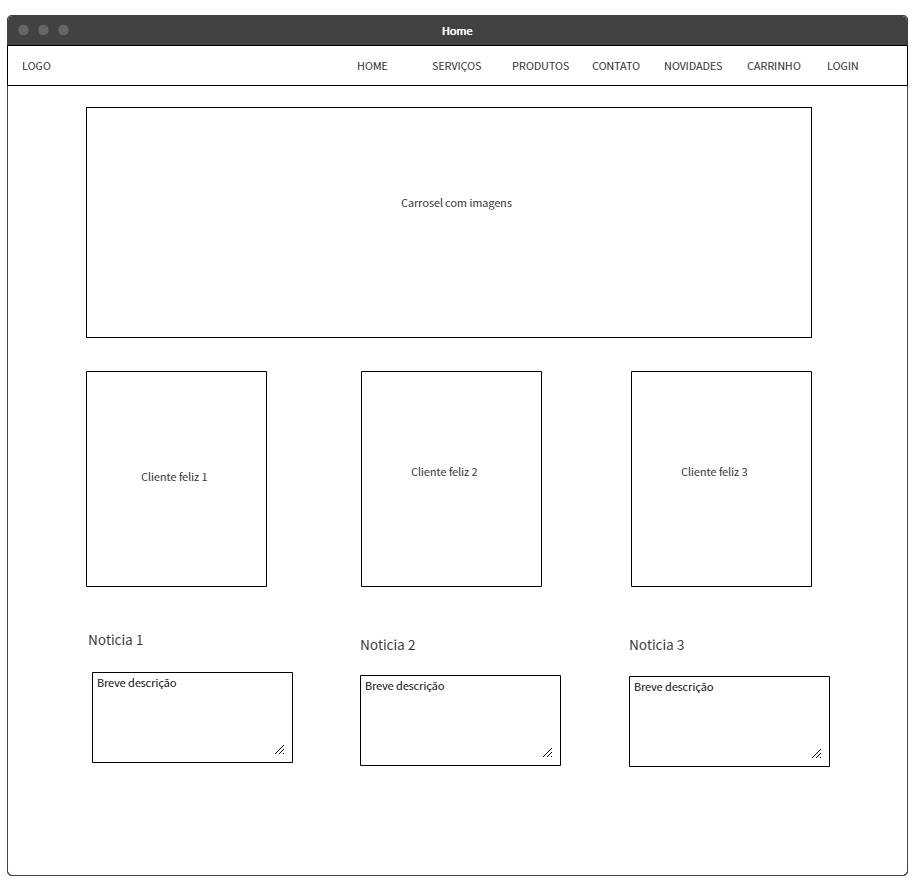 Home
LOGO HOME SERVIÇOS PRODUTOS CONTATO NOVIDADES CARRINHO LOGIN
Carrosel com imagens
Cliente feliz 1
Cliente feliz 2
Cliente feliz 3
Noticia 1
Noticia 2
Noticia 3
Breve descrição
Breve descrição
Breve descrição